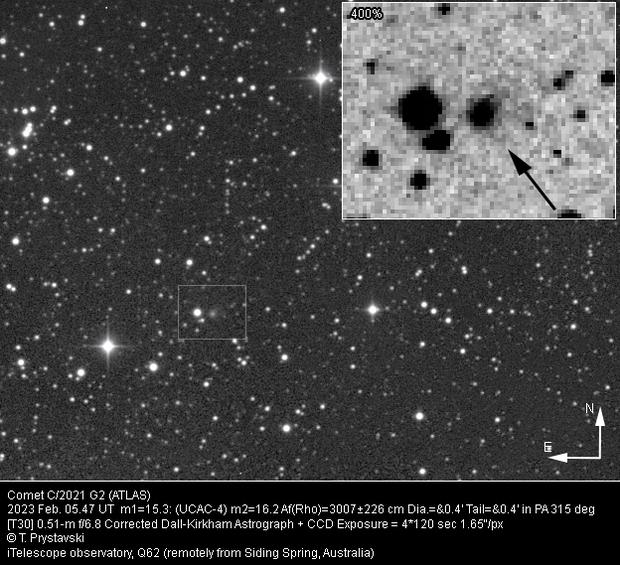 400%
N
E
Comet C/2021 G2 (ATLAS)
2023 Feb. 05.47 UT m1=15.3: (UCAC-4) m2=16.2 Af(Rho)=3007±226 cm Dia.=&0.4' Tail=&0.4' in PA 315 deg
[T30] 0.51-m f/6.8 Corrected Dall-Kirkham Astrograph + CCD Exposure = 4*120 sec 1.65"/px
© T. Prystavski
iTelescope observatory, Q62 (remotely from Siding Spring, Australia)